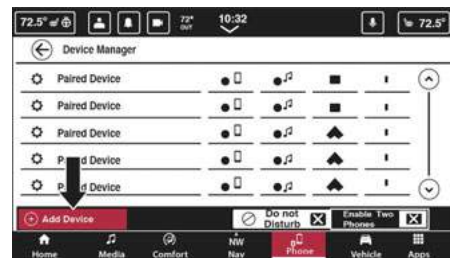 72.5° 72° OUT 10:32 72.5°
Device Manager
Paired Device
Paired Device
Paired Device
Paired Device
Paired Device
Add Device Do not Disturb Enable Two Phones
Home Media Comfort NW Nav Phone Vehicle Apps